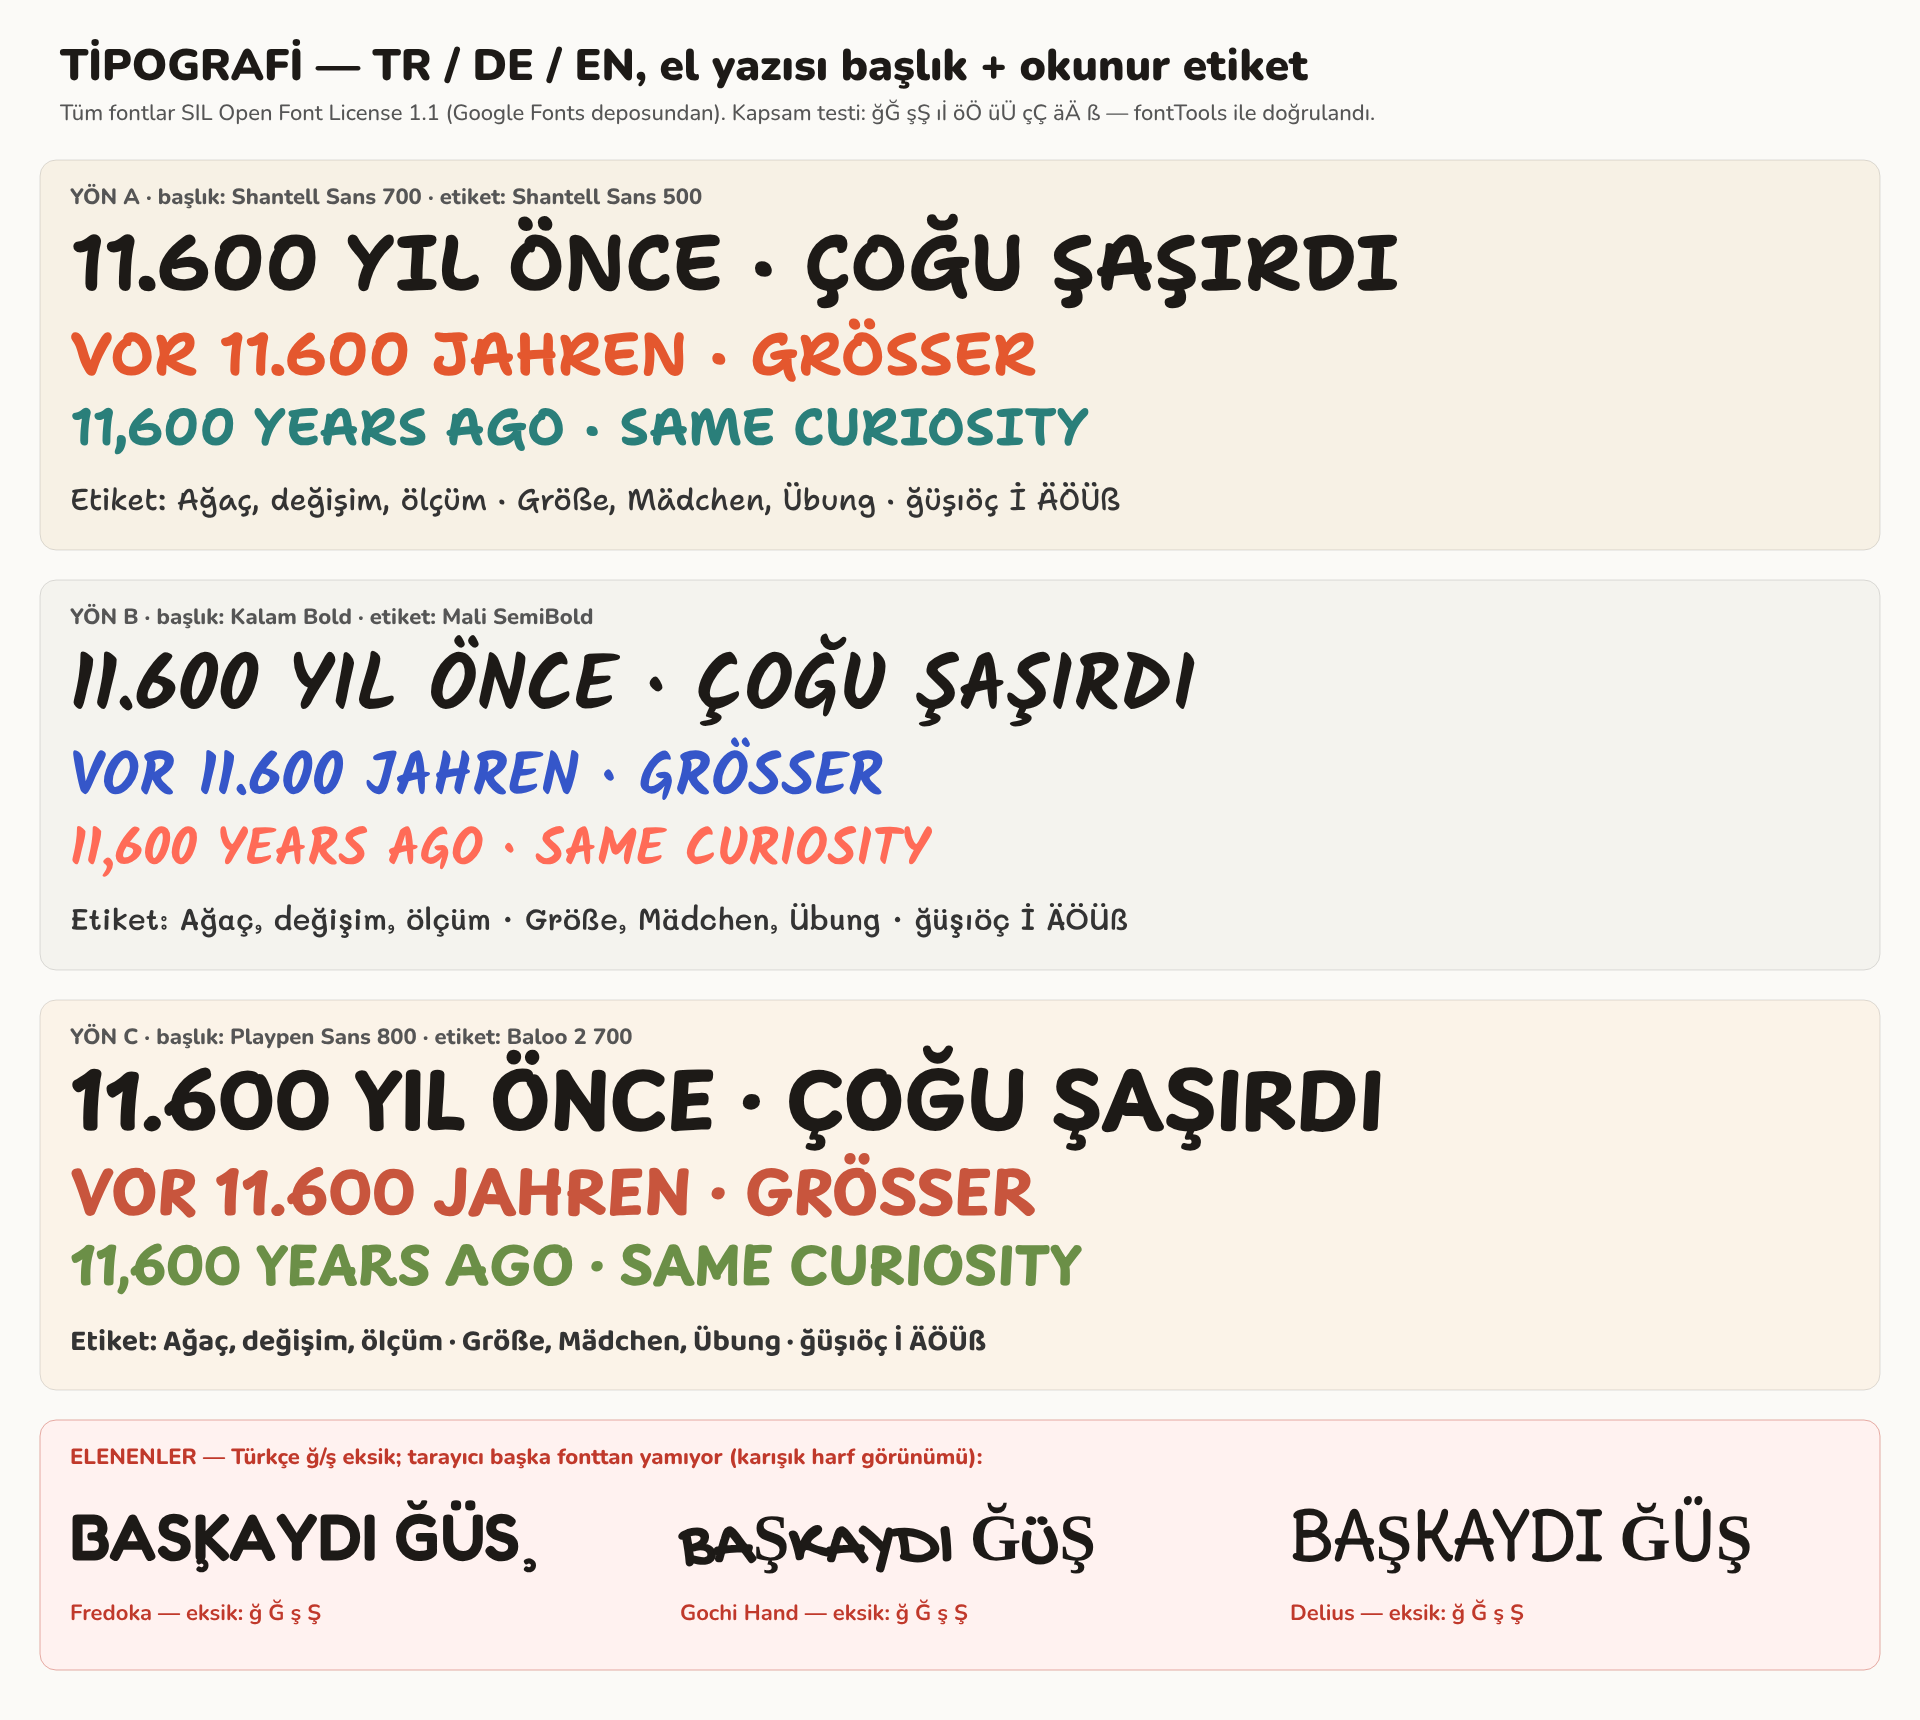 TİPOGRAFİ — TR / DE / EN, el yazısı başlık + okunur etiket
Tüm fontlar SIL Open Font License 1.1 (Google Fonts deposundan). Kapsam testi: ğĞ şŞ ıİ öÖ üÜ çÇ äÄ ß — fontTools ile doğrulandı.
YÖN A · başlık: Shantell Sans 700 · etiket: Shantell Sans 500
11.600 YIL ÖNCE · ÇOĞU ŞAŞIRDI
VOR 11.600 JAHREN · GRÖSSER
11,600 YEARS AGO · SAME CURIOSITY
Etiket: Ağaç, değişim, ölçüm · Größe, Mädchen, Übung · ğüşıöç İ ÄÖÜß
YÖN B · başlık: Kalam Bold · etiket: Mali SemiBold
11.600 YIL ÖNCE · ÇOĞU ŞAŞIRDI
VOR 11.600 JAHREN · GRÖSSER
11,600 YEARS AGO · SAME CURIOSITY
Etiket: Ağaç, değişim, ölçüm · Größe, Mädchen, Übung · ğüşıöç İ ÄÖÜß
YÖN C · başlık: Playpen Sans 800 · etiket: Baloo 2 700
11.600 YIL ÖNCE · ÇOĞU ŞAŞIRDI
VOR 11.600 JAHREN · GRÖSSER
11,600 YEARS AGO · SAME CURIOSITY
Etiket: Ağaç, değişim, ölçüm · Größe, Mädchen, Übung · ğüşıöç İ ÄÖÜß
ELENENLER — Türkçe ğ/ş eksik; tarayıcı başka fonttan yamıyor (karışık harf görünümü):
BAŞKAYDI ĞÜŞ BAŞKAYDI ĞÜŞ BAŞKAYDI ĞÜŞ
Fredoka — eksik: ğ Ğ ş Ş Gochi Hand — eksik: ğ Ğ ş Ş Delius — eksik: ğ Ğ ş Ş